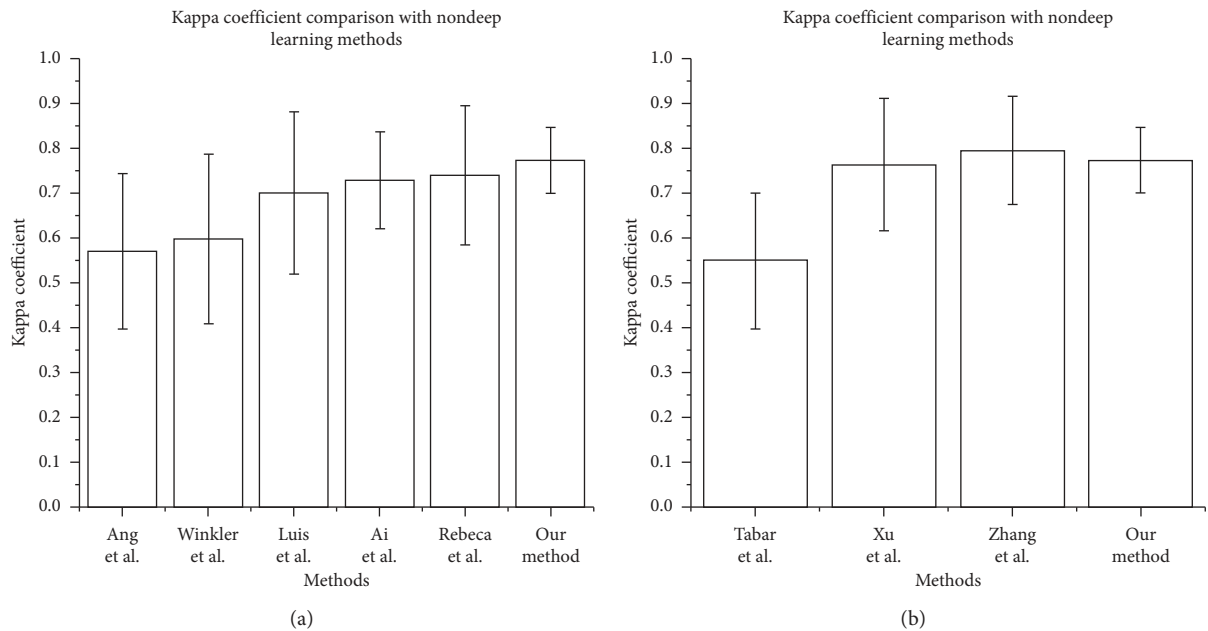 Kappa coefficient comparison with nondeep
learning methods
1.0
0.9
0.8
0.7
0.6
0.5
0.4
0.3
0.2
0.1
0.0
Kappa coefficient
Ang
et al.
Winkler
et al.
Luis
et al.
Ai
et al.
Rebeca
et al.
Our
method
Methods
(a)
Kappa coefficient comparison with nondeep
learning methods
1.0
0.9
0.8
0.7
0.6
0.5
0.4
0.3
0.2
0.1
0.0
Kappa coefficient
Tabar
et al.
Xu
et al.
Zhang
et al.
Our
method
Methods
(b)